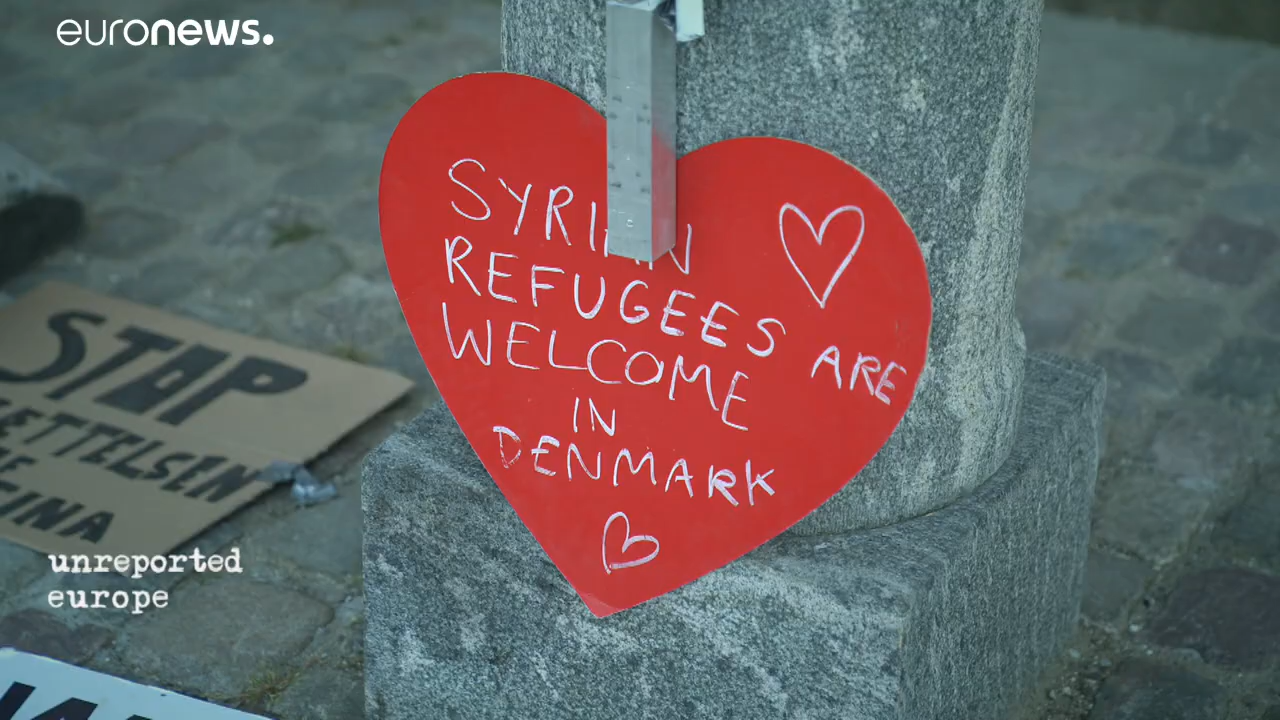 euronews.
SYRIAN
REFUGEES ARE
WELCOME
IN
DENMARK
STOP
unreported
europe